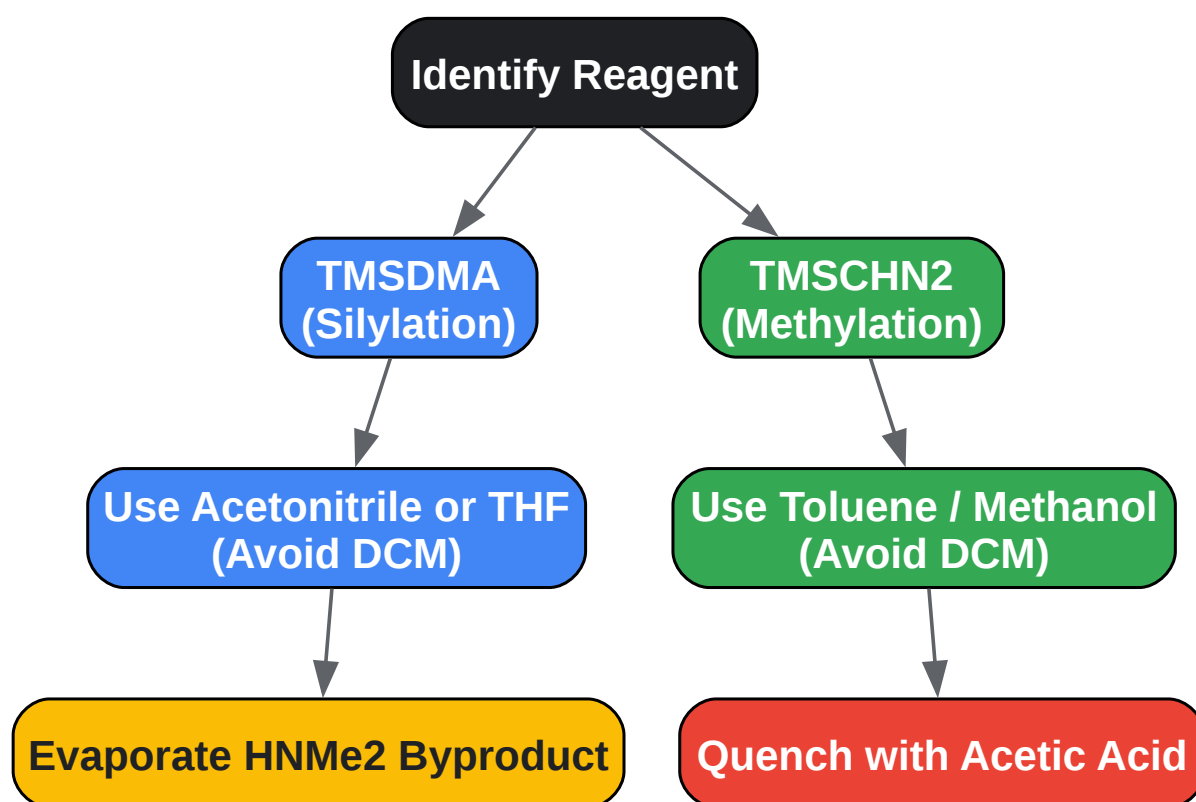 Identify Reagent
TMSDMA
(Silylation)
TMSCHN2
(Methylation)
Use Acetonitrile or THF
(Avoid DCM)
Use Toluene / Methanol
(Avoid DCM)
Evaporate HNMe2 Byproduct
Quench with Acetic Acid